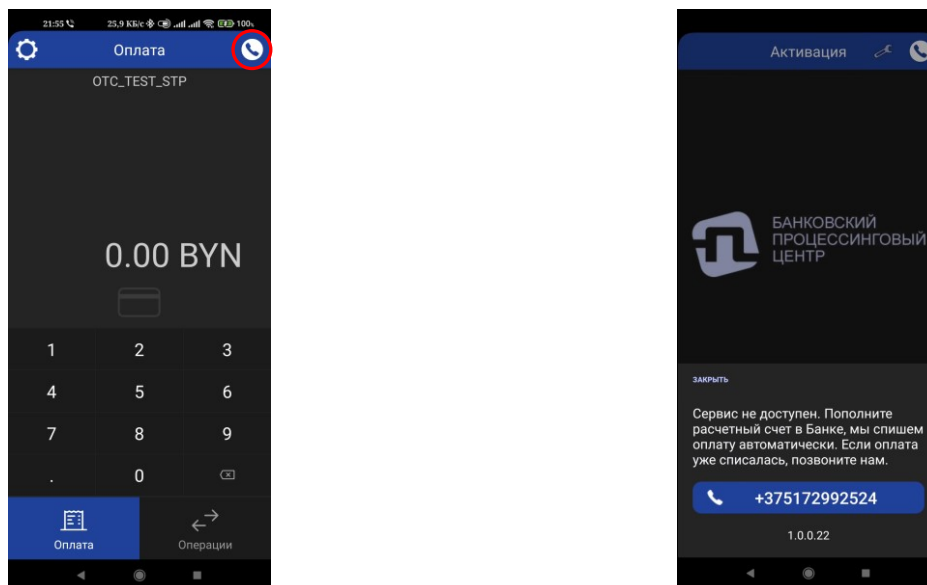 21:55
25,9 КБ/с
100%
Оплата
OTC_TEST_STP
0.00 BYN
1 2 3
4 5 6
7 8 9
. 0
Оплата
Операции
Активация
БАНКОВСКИЙ
ПРОЦЕССИНГОВЫЙ
ЦЕНТР
ЗАКРЫТЬ
Сервис не доступен. Пополните
расчетный счет в Банке, мы спишем
оплату автоматически. Если оплата
уже списалась, позвоните нам.
+375172992524
1.0.0.22